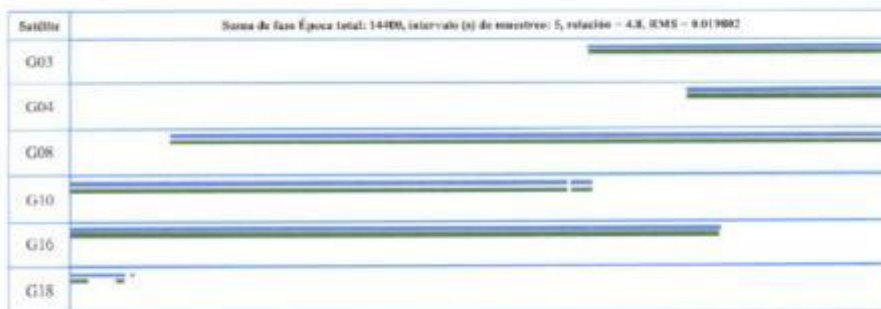 Satélite Suma de fase Época total: 14400, intervalo (s) de muestreo: 5, relación = 4.8, RMS = 0.019802
G03
G04
G08
G10
G16
G18